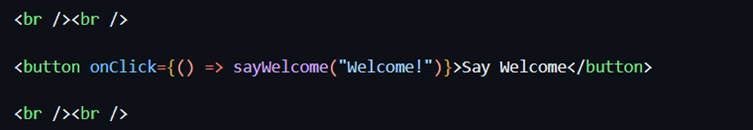 <br /><br />
<button onClick={() => sayWelcome("Welcome!")}>Say Welcome</button>
<br /><br />